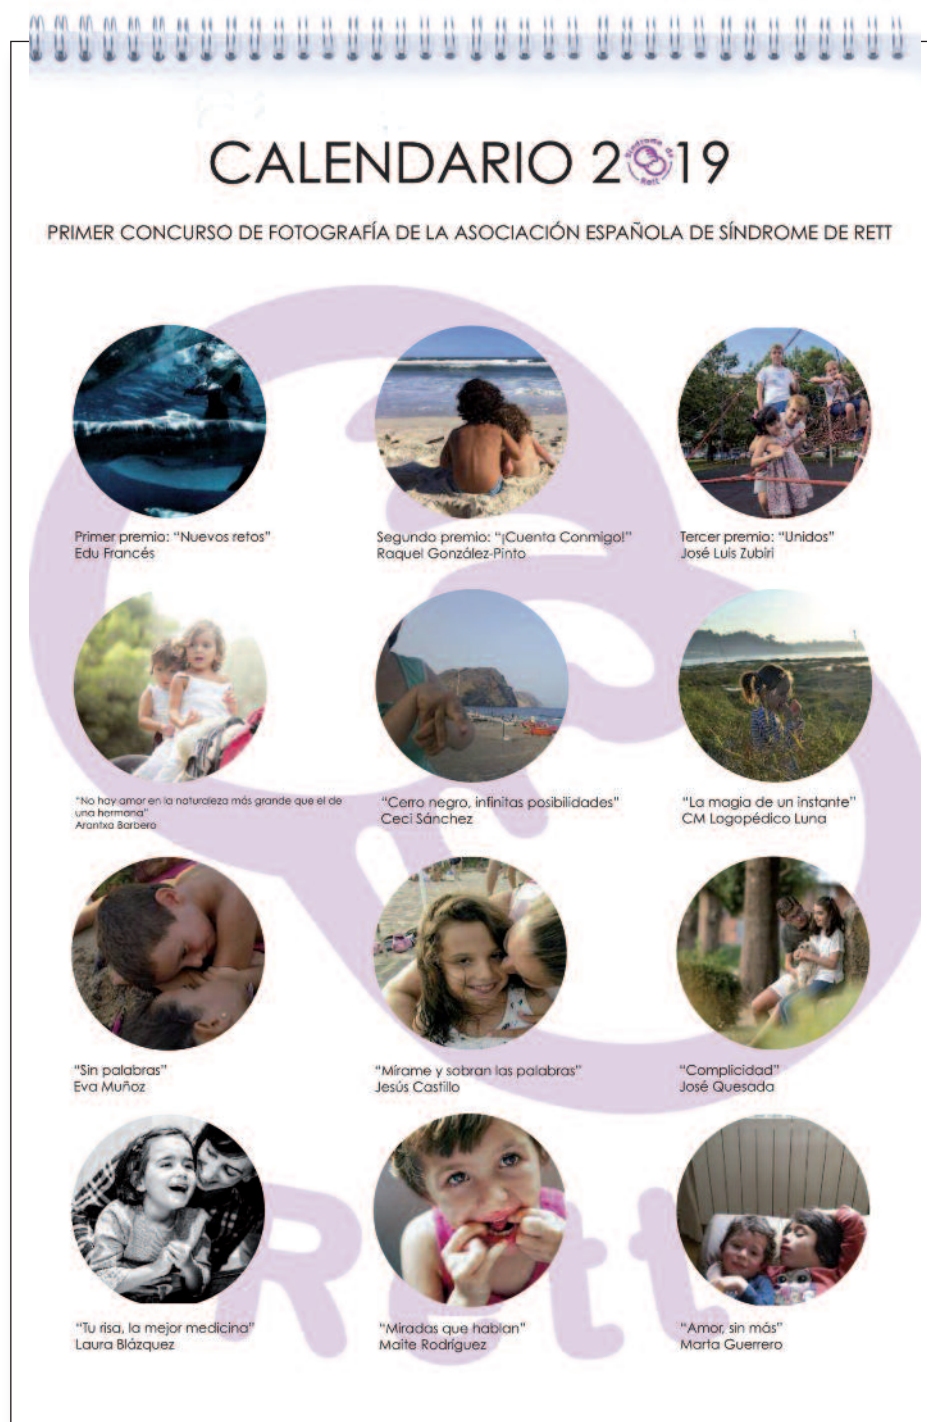 CALENDARIO 2019
Síndrome de
Rett
PRIMER CONCURSO DE FOTOGRAFÍA DE LA ASOCIACIÓN ESPAÑOLA DE SÍNDROME DE RETT
Primer premio: “Nuevos retos”
Edu Francés
Segundo premio: “¡Cuenta Conmigo!”
Raquel González-Pinto
Tercer premio: “Unidos”
José Luis Zubiri
“No hay amor en la naturaleza más grande que el de
una hermana”
Arantxa Barbero
“Cerro negro, infinitas posibilidades”
Ceci Sánchez
“La magia de un instante”
CM Logopédico Luna
“Sin palabras”
Eva Muñoz
“Mírame y sobran las palabras”
Jesús Castillo
“Complicidad”
José Quesada
“Tu risa, la mejor medicina”
Laura Blázquez
“Miradas que hablan”
Maite Rodríguez
“Amor, sin más”
Marta Guerrero
Rett